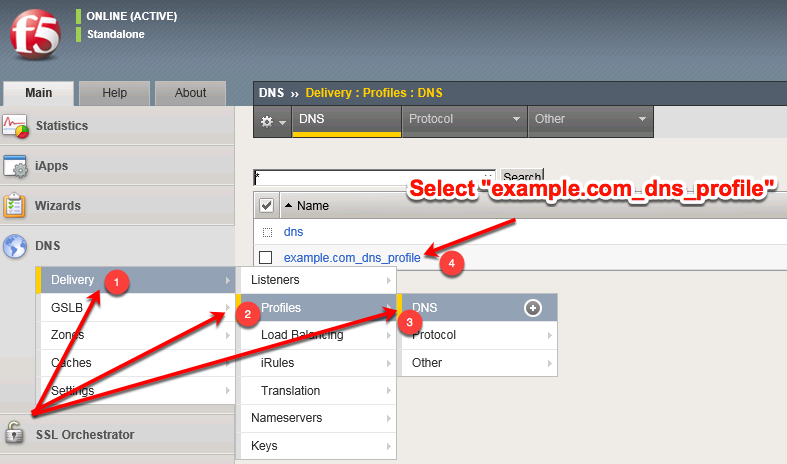 f5
ONLINE (ACTIVE)
Standalone
Main
Help
About
DNS ›› Delivery : Profiles : DNS
DNS
Protocol
Other
Statistics
iApps
Wizards
DNS
*
Search
Select "example.com_dns_profile"
Name
dns
example.com_dns_profile
4
Delivery
1
GSLB
Zones
Caches
Settings
Listeners
2
Profiles
Load Balancing
iRules
Translation
Nameservers
Keys
DNS
3
Protocol
Other
SSL Orchestrator